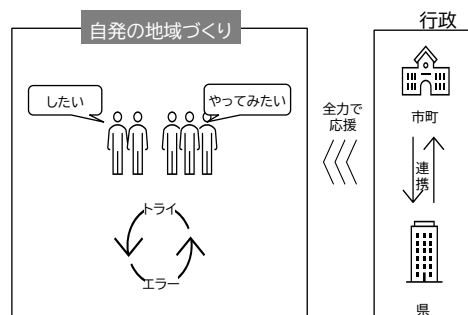 自発の地域づくり
したい
やってみたい
トライ
エラー
全力で
応援
行政
市町
連携
県